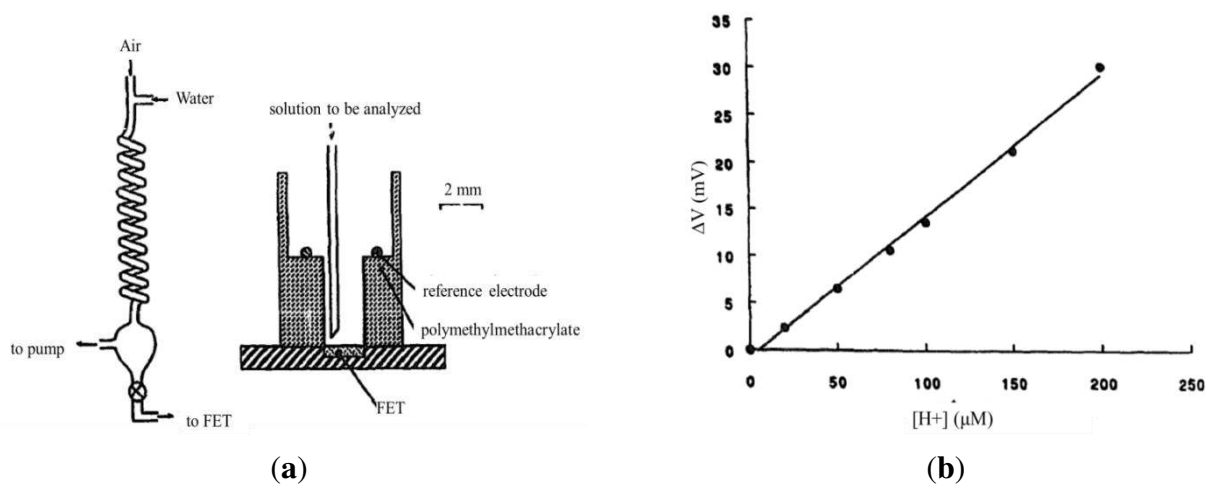 Air
Water
to pump
to FET
solution to be analyzed
2 mm
reference electrode
polymethylmethacrylate
FET
(a)
35
30
25
20
15
10
5
0
ΔV (mV)
0 50 100 150 200 250
[H+] (μM)
(b)